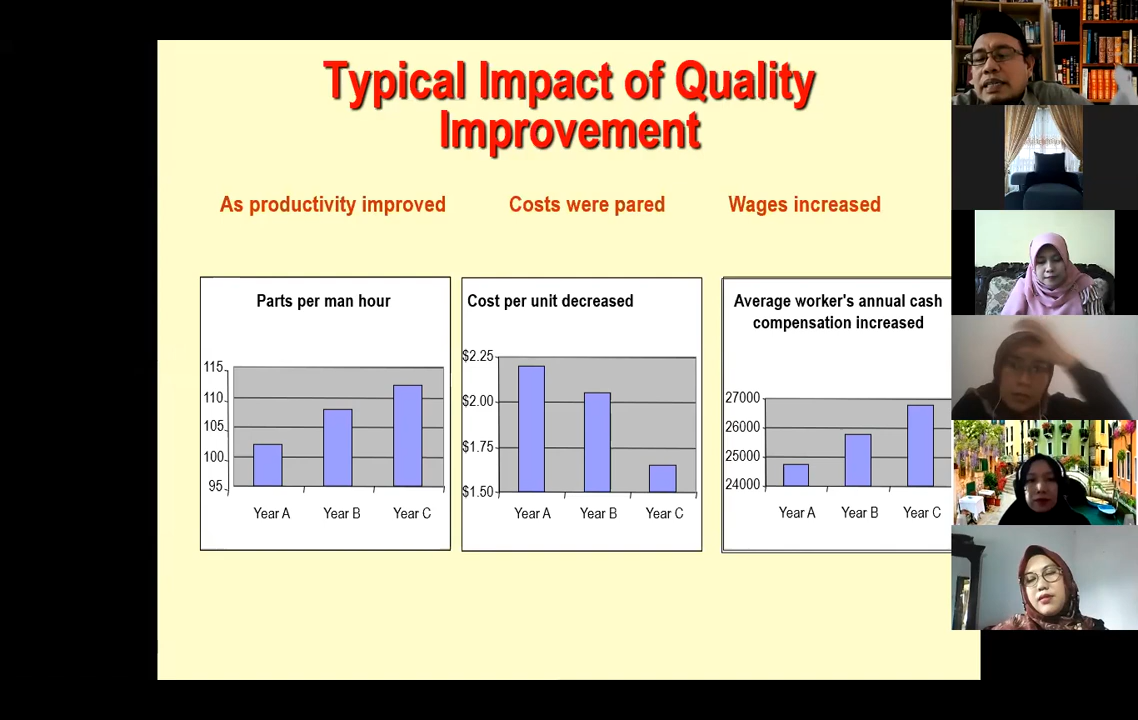 Typical Impact of Quality
Improvement
As productivity improved
Costs were pared
Wages increased
Parts per man hour
115
110
105
100
95
Year A
Year B
Year C
Cost per unit decreased
$2.25
$2.00
$1.75
$1.50
Year A
Year B
Year C
Average worker's annual cash
compensation increased
27000
26000
25000
24000
Year A
Year B
Year C